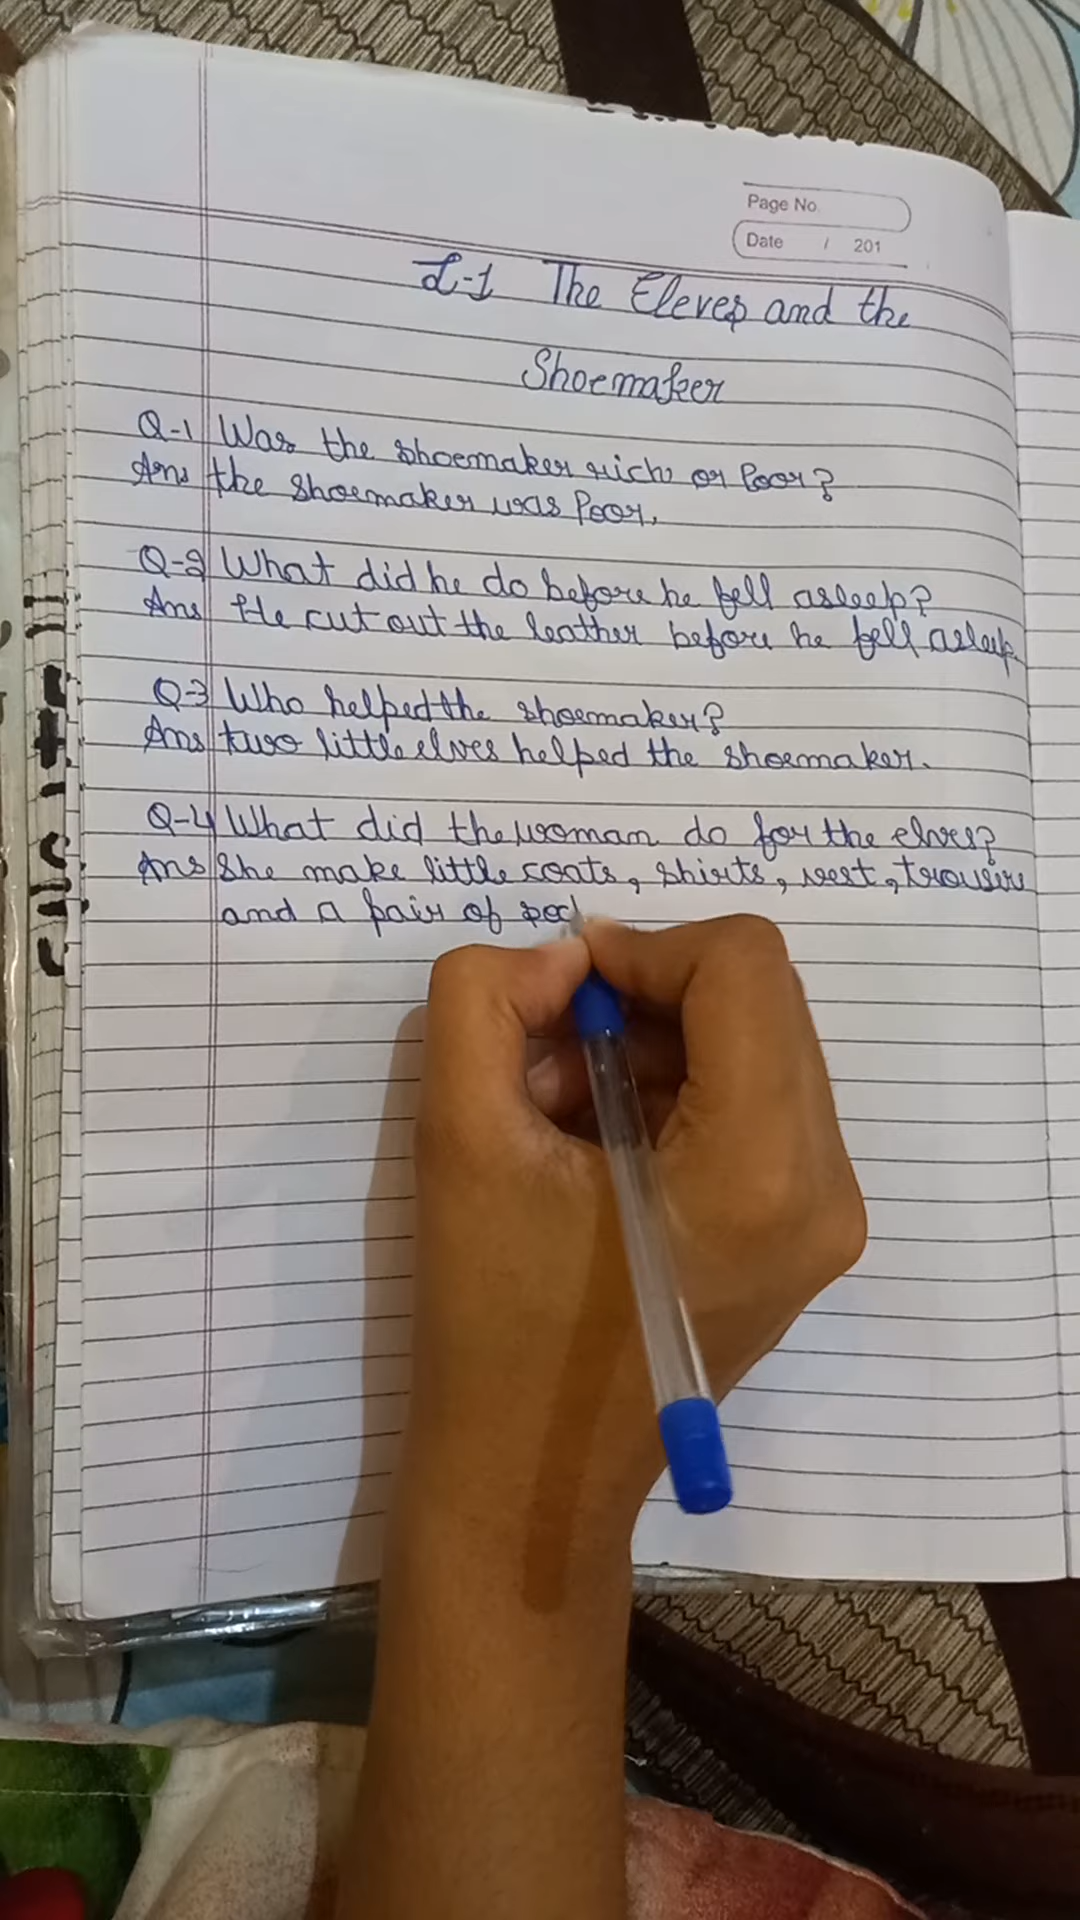 Page No.
Date / 201
L-1 The Eleves and the
Shoemaker
Q-1 Was the shoemaker rich or Poor?
Ans the shoemaker was Poor.
Q-2 What did he do before he fell asleep?
Ans He cut out the leather before he fell asleep.
Q-3 Who helped the shoemaker?
Ans two little elves helped the shoemaker.
Q-4 What did the woman do for the elves?
Ans She make little coats, shirts, vest,
and a pair of